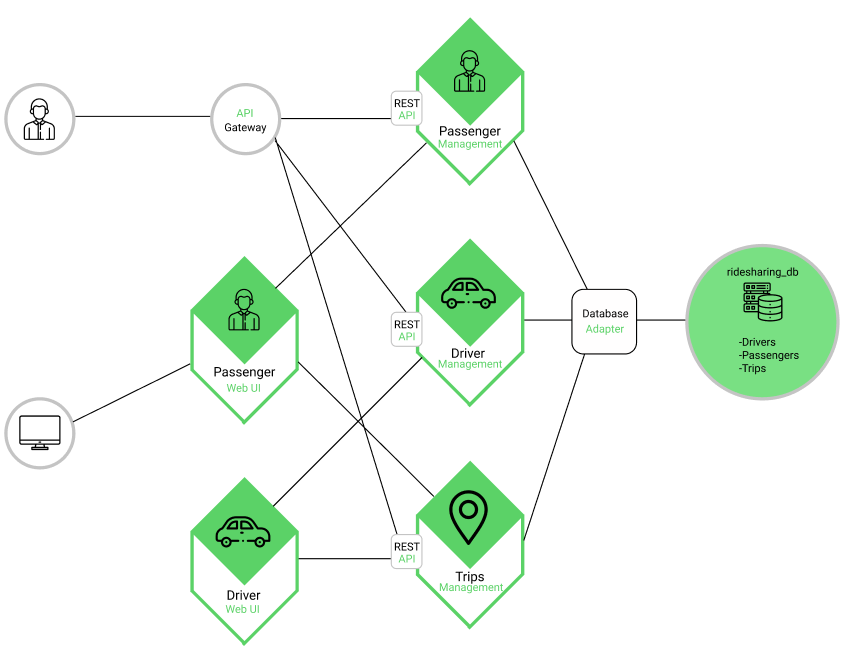 API
Gateway
REST
API
Passenger
Management
Passenger
Web UI
REST
API
Driver
Management
Database
Adapter
ridesharing_db
-Drivers
-Passengers
-Trips
Driver
Web UI
REST
API
Trips
Management